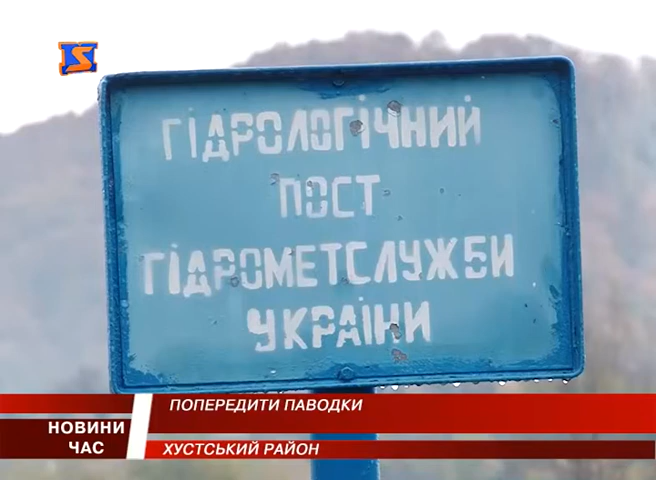 ГІДРОЛОГІЧНИЙ
ПОСТ
ГІДРОМЕТСЛУЖБИ
УКРАЇНИ
ПОПЕРЕДИТИ ПАВОДКИ
НОВИНИ
ЧАС
ХУСТСЬКИЙ РАЙОН